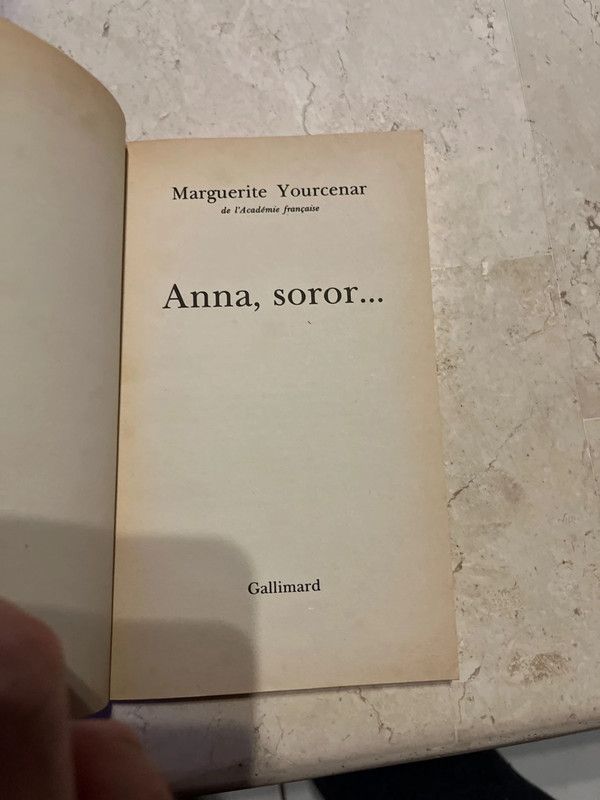 Marguerite Yourcenar
de l'Académie française
Anna, soror...
Gallimard